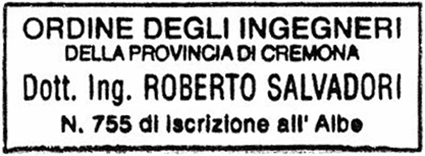 ORDINE DEGLI INGEGNERI
DELLA PROVINCIA DI CREMONA
Dott. Ing. ROBERTO SALVADORI
N. 755 di Iscrizione all' Albo